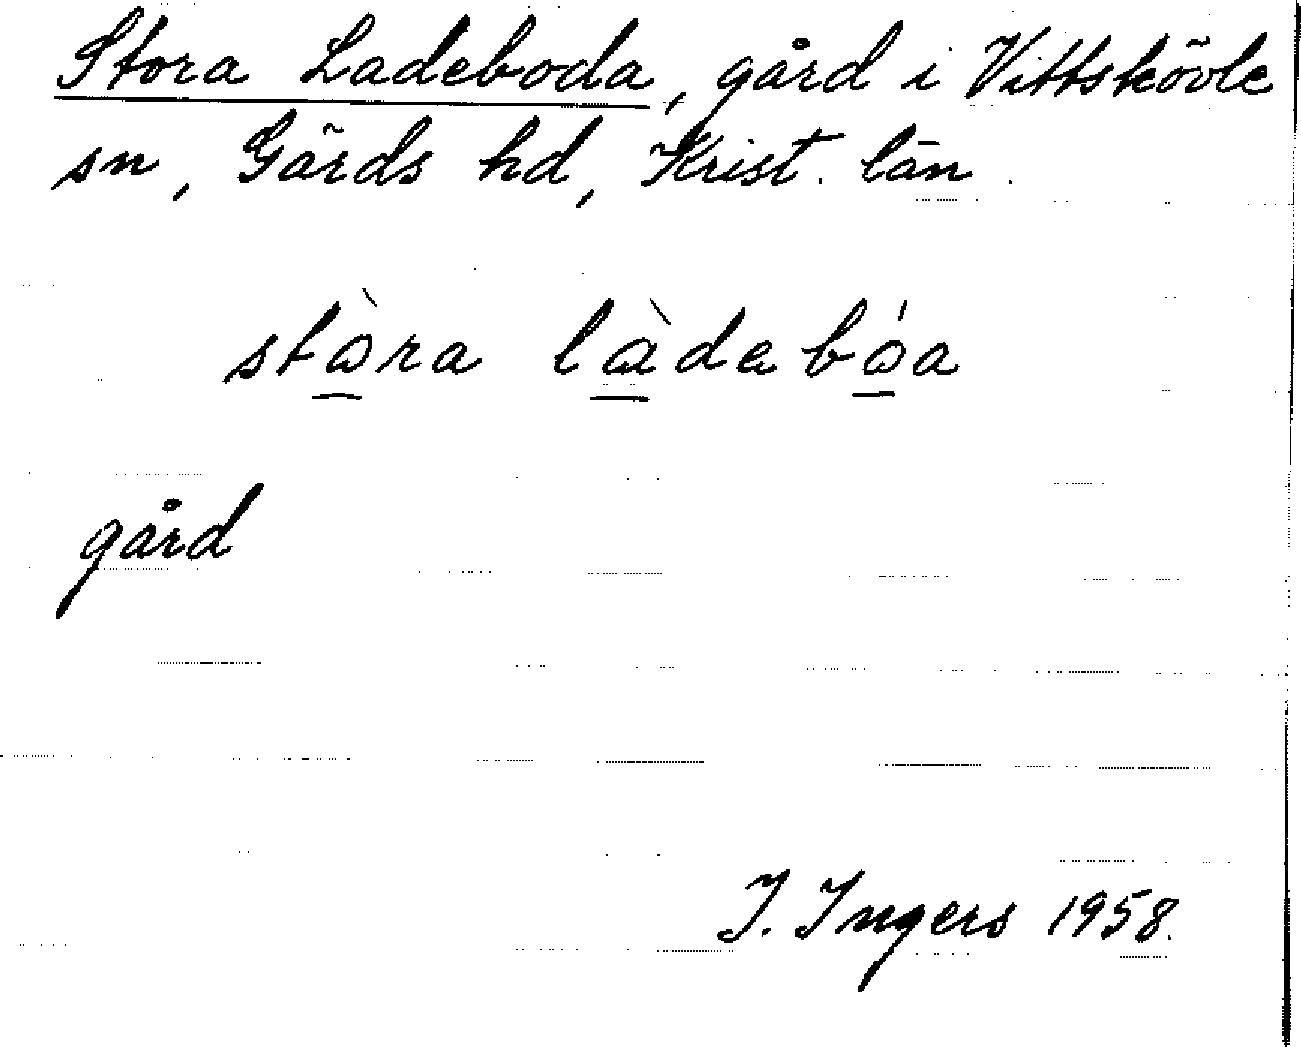 Stora Ladeboda, gård i Vittskövle
sn, Gärds hd, Krist. län.
stòra làdebóa
gård
I. Ingers 1958.